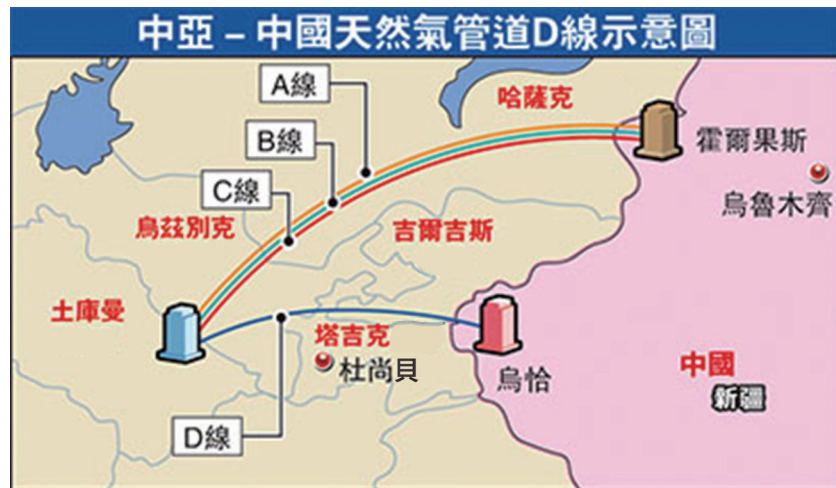 中亞－中國天然氣管道D線示意圖
A線
哈薩克
B線
霍爾果斯
C線
烏魯木齊
烏茲別克
吉爾吉斯
土庫曼
塔吉克
杜尚貝
烏恰
中國
新疆
D線